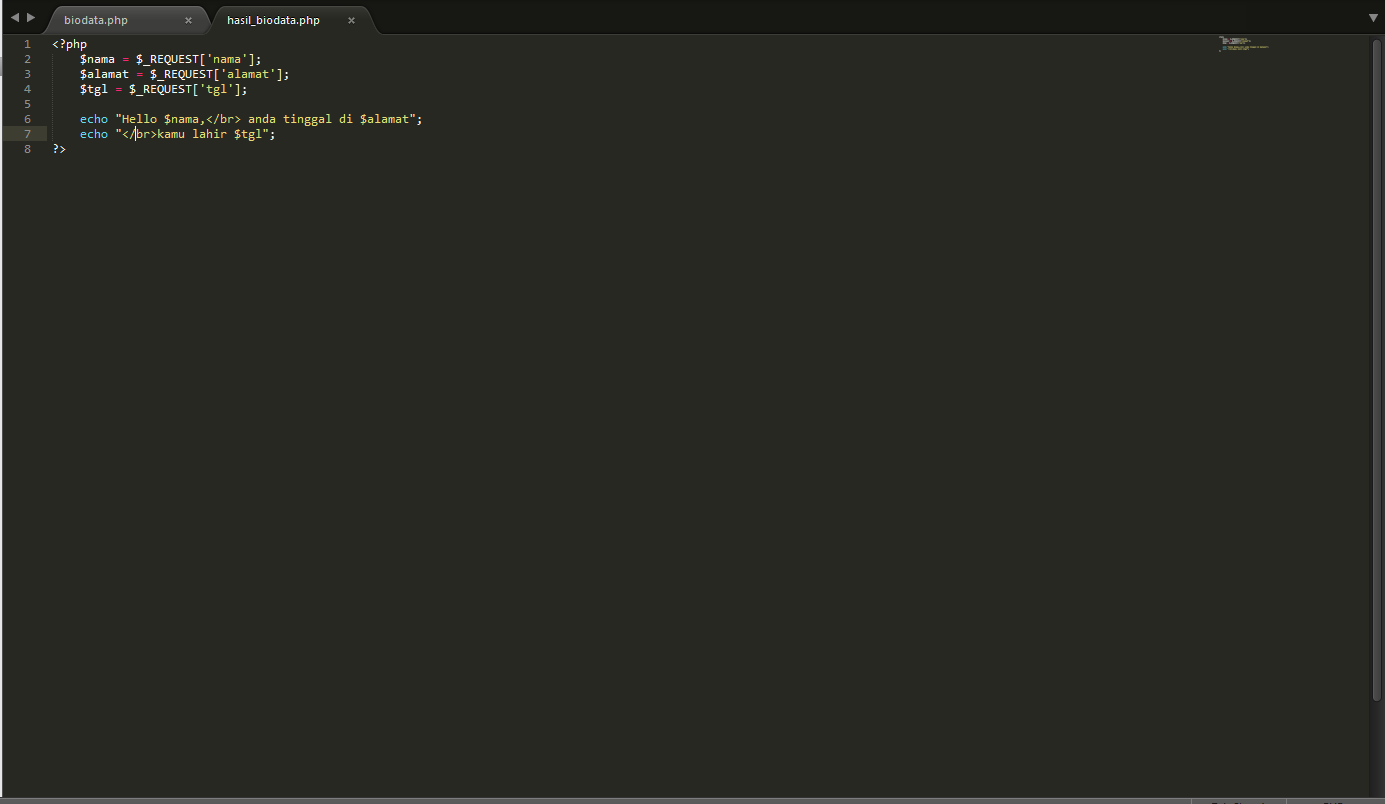 biodata.php × hasil_biodata.php ×
1 <?php
2 $nama = $_REQUEST['nama'];
3 $alamat = $_REQUEST['alamat'];
4 $tgl = $_REQUEST['tgl'];
5
6 echo "Hello $nama,</br> anda tinggal di $alamat";
7 echo "</br>kamu lahir $tgl";
8 ?>